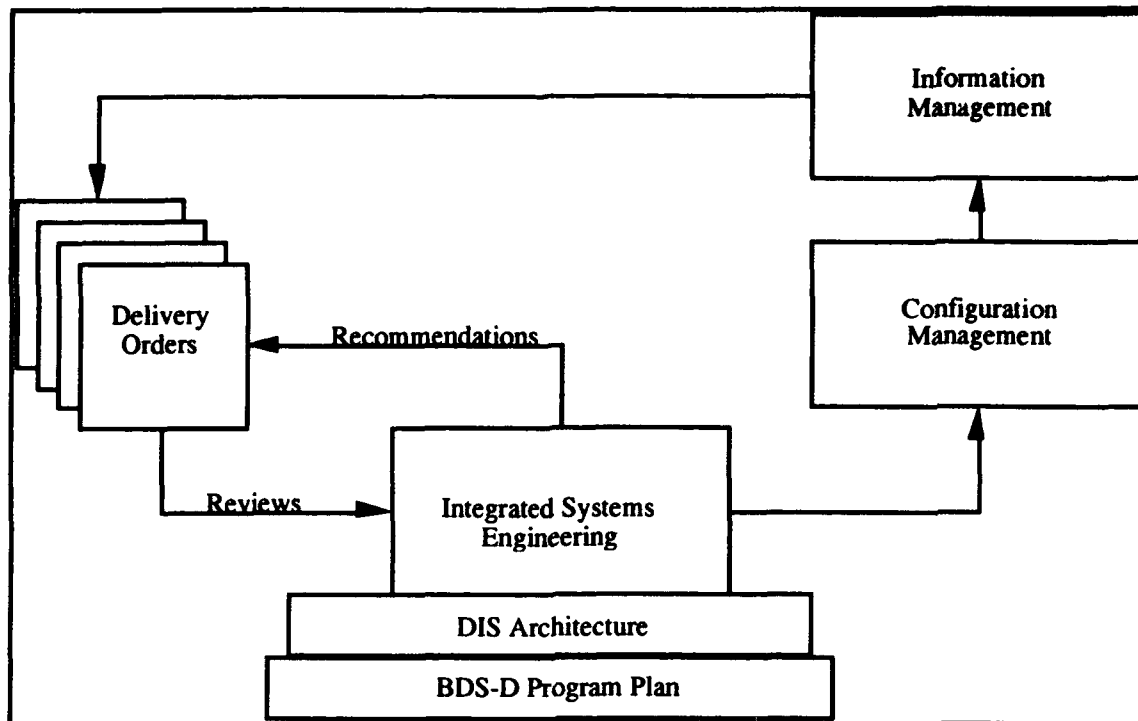 Information
Management
Configuration
Management
Delivery
Orders
Recommendations
Reviews
Integrated Systems
Engineering
DIS Architecture
BDS-D Program Plan